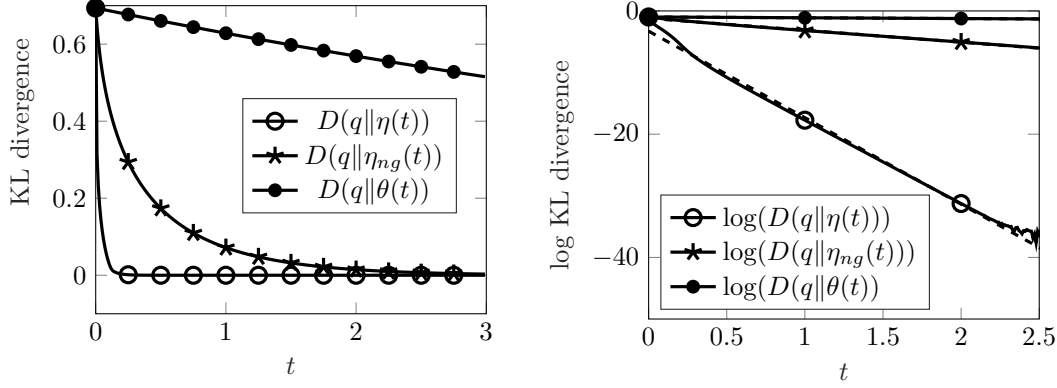 0.6
0.4
0.2
0
0
1
2
3
t
KL divergence
D(q∥η(t))
D(q∥η_{ng}(t))
D(q∥θ(t))
0
−20
−40
0
0.5
1
1.5
2
2.5
t
log KL divergence
log(D(q∥η(t)))
log(D(q∥η_{ng}(t)))
log(D(q∥θ(t))